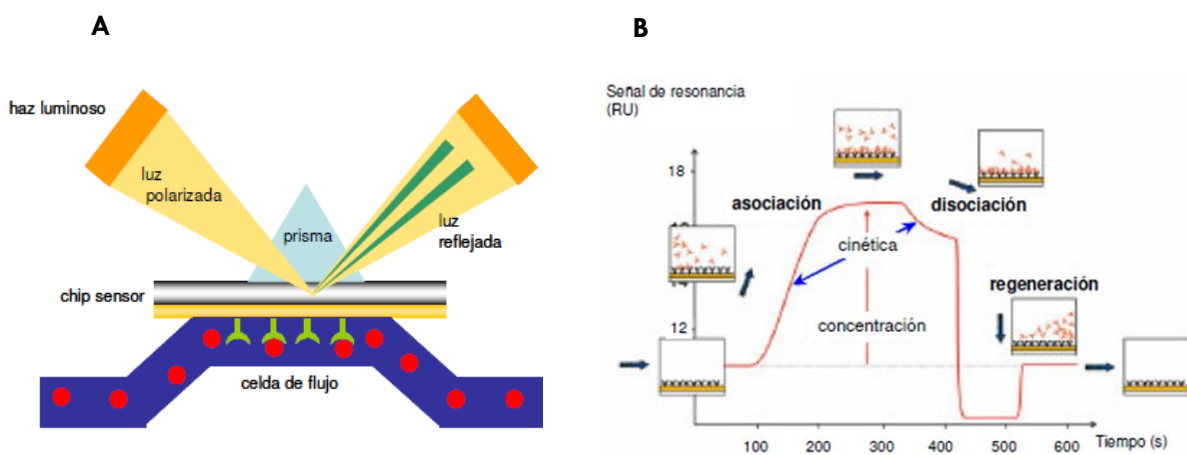 A
haz luminoso
luz
polarizada
prisma
luz
reflejada
chip sensor
celda de flujo
B
Señal de resonancia
(RU)
18
asociación
disociación
cinética
regeneración
12
concentración
100 200 300 400 500 600 Tiempo (s)